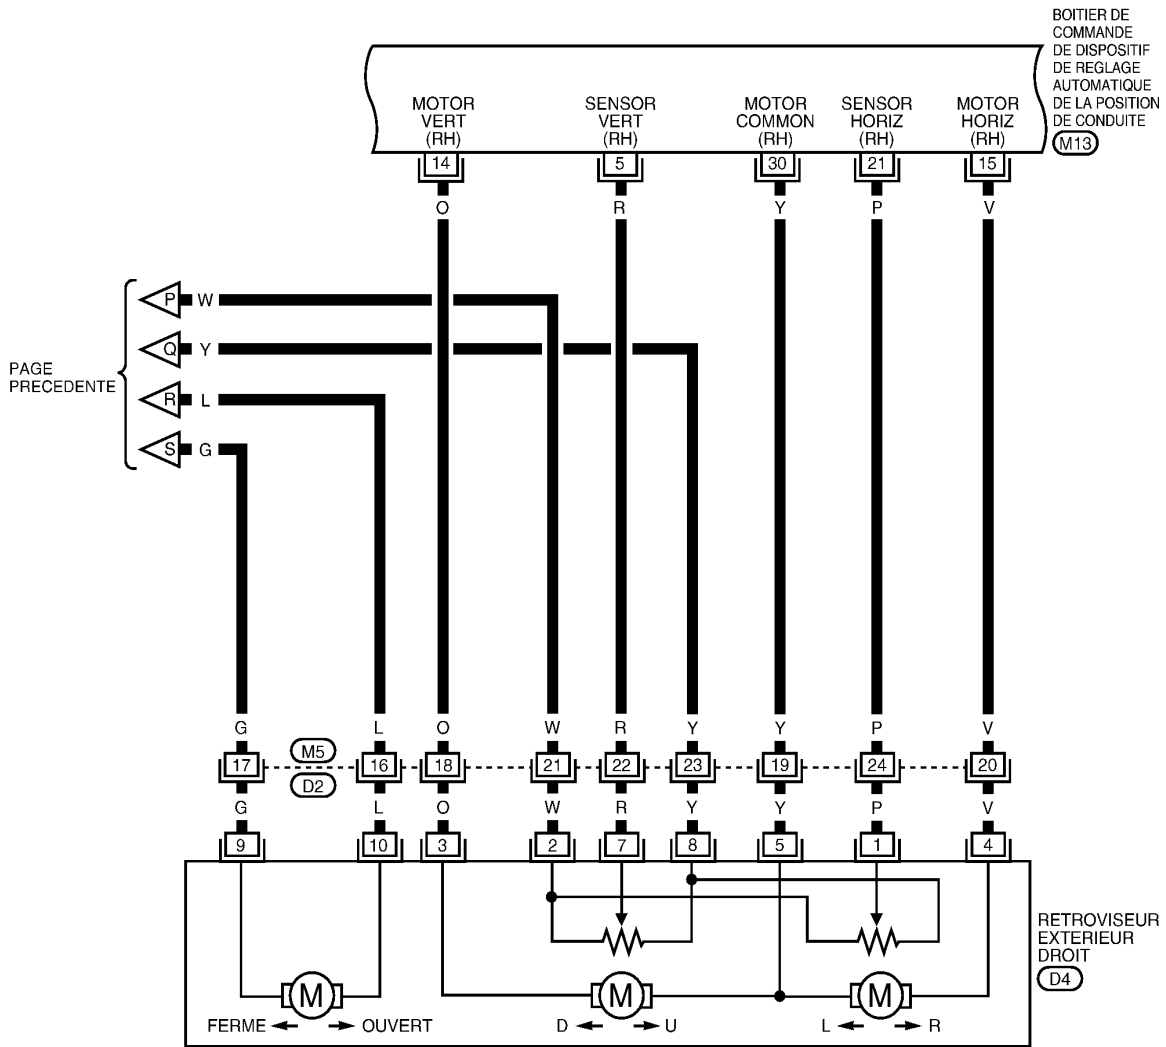 BOITIER DE
COMMANDE
DE DISPOSITIF
DE REGLAGE
AUTOMATIQUE
DE LA POSITION
DE CONDUITE
M13
MOTOR
VERT
(RH)
SENSOR
VERT
(RH)
MOTOR
COMMON
(RH)
SENSOR
HORIZ
(RH)
MOTOR
HORIZ
(RH)
14 5 30 21 15
O R Y P V
PAGE
PRECEDENTE
P W
Q Y
R L
S G
G L O W R Y Y P V
M5
17 16 18 21 22 23 19 24 20
D2
G L O W R Y Y P V
9 10 3 2 7 8 5 1 4
RETROVISEUR
EXTERIEUR
DROIT
D4
M M M
FERME OUVERT D U L R